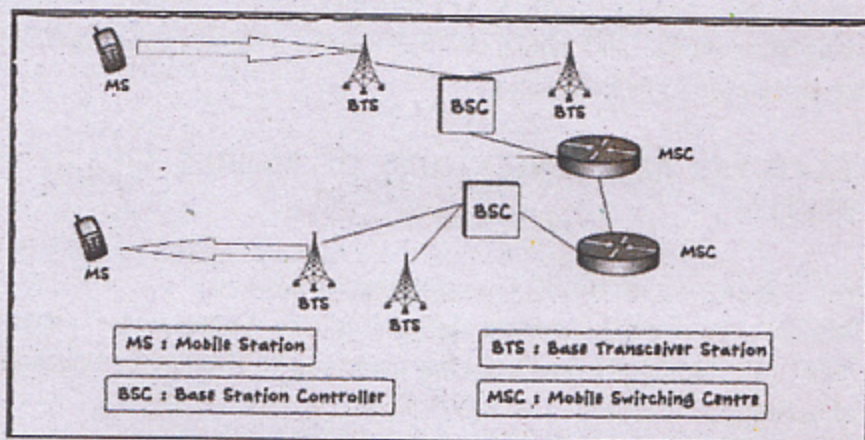 MS
BTS
BSC
BTS
MSC
BSC
MSC
MS
BTS
BTS
MS : Mobile Station
BTS : Base Transceiver Station
BSC : Base Station Controller
MSC : Mobile Switching Centre